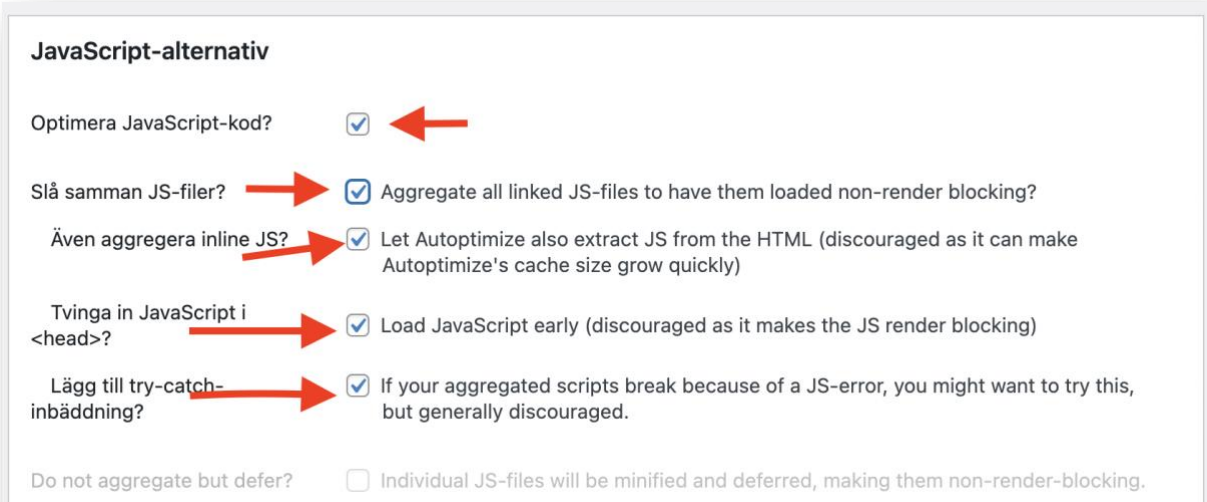 JavaScript-alternativ
Optimera JavaScript-kod?
Slå samman JS-filer? Aggregate all linked JS-files to have them loaded non-render blocking?
Även aggregera inline JS? Let Autoptimize also extract JS from the HTML (discouraged as it can make
Autoptimize's cache size grow quickly)
Tvinga in JavaScript i
<head>? Load JavaScript early (discouraged as it makes the JS render blocking)
Lägg till try-catch- If your aggregated scripts break because of a JS-error, you might want to try this,
inbäddning? but generally discouraged.
Do not aggregate but defer? Individual JS-files will be minified and deferred, making them non-render-blocking.